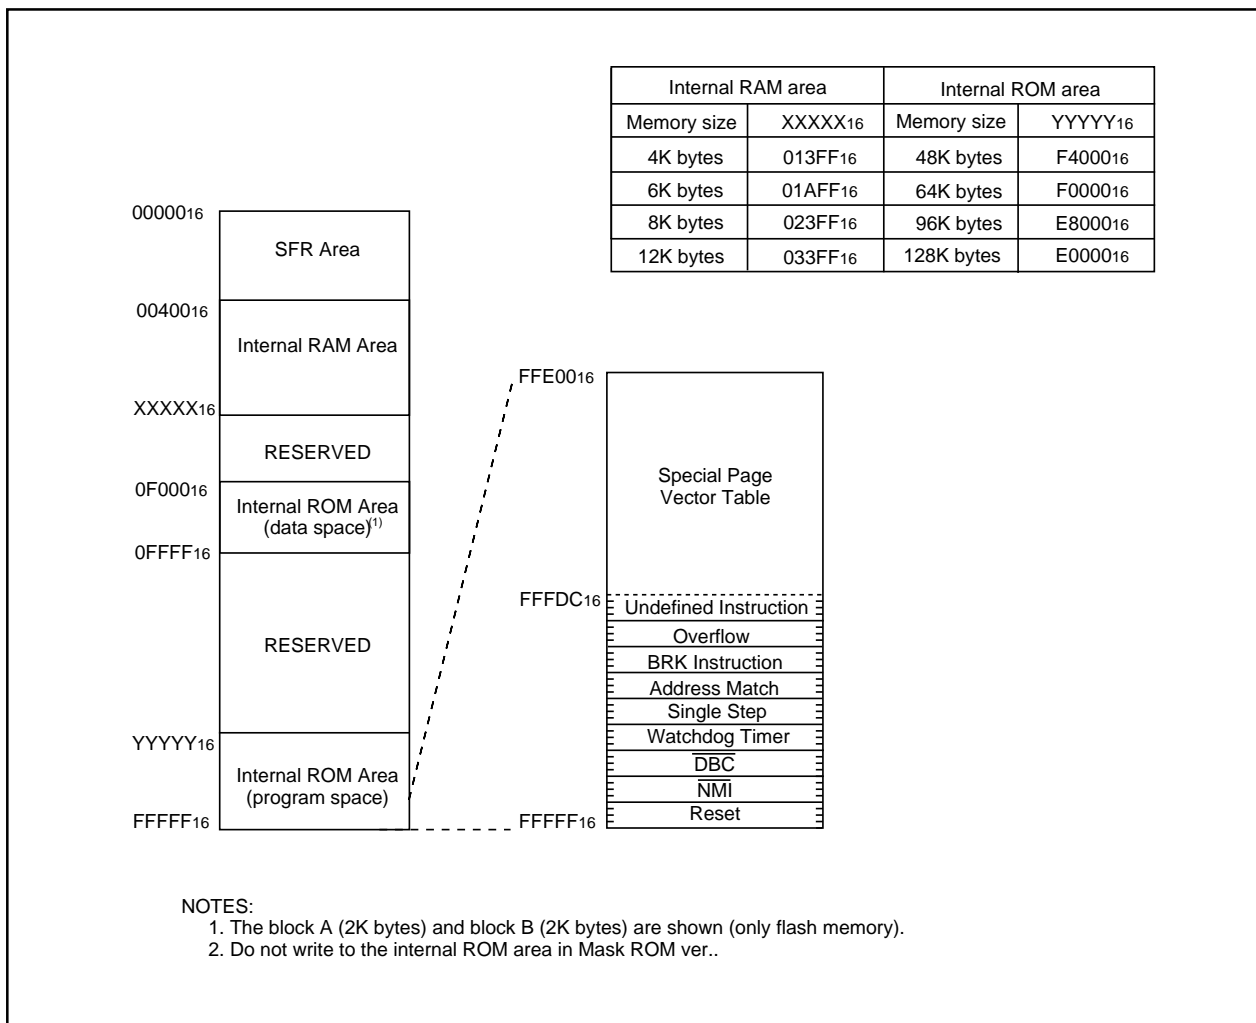 Internal RAM area Internal ROM area
Memory size XXXXX16 Memory size YYYYY16
4K bytes 013FF16 48K bytes F400016
6K bytes 01AFF16 64K bytes F000016
8K bytes 023FF16 96K bytes E800016
12K bytes 033FF16 128K bytes E000016
0000016
SFR Area
0040016
Internal RAM Area
XXXXX16
RESERVED
0F00016
Internal ROM Area
(data space)(1)
0FFFF16
RESERVED
YYYYY16
Internal ROM Area
(program space)
FFFFF16
FFE0016
Special Page
Vector Table
FFFDC16
Undefined Instruction
Overflow
BRK Instruction
Address Match
Single Step
Watchdog Timer
DBC
NMI
Reset
FFFFF16
NOTES:
1. The block A (2K bytes) and block B (2K bytes) are shown (only flash memory).
2. Do not write to the internal ROM area in Mask ROM ver..